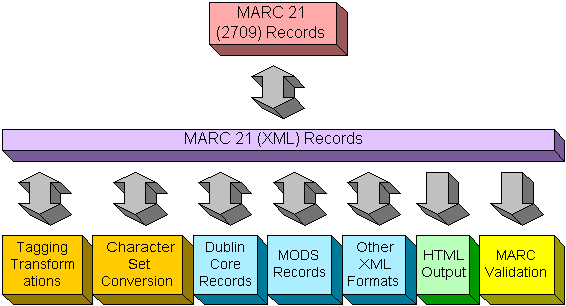 MARC 21
(2709) Records
MARC 21 (XML) Records
Tagging
Transform
ations
Character
Set
Conversion
Dublin
Core
Records
MODS
Records
Other
XML
Formats
HTML
Output
MARC
Validation